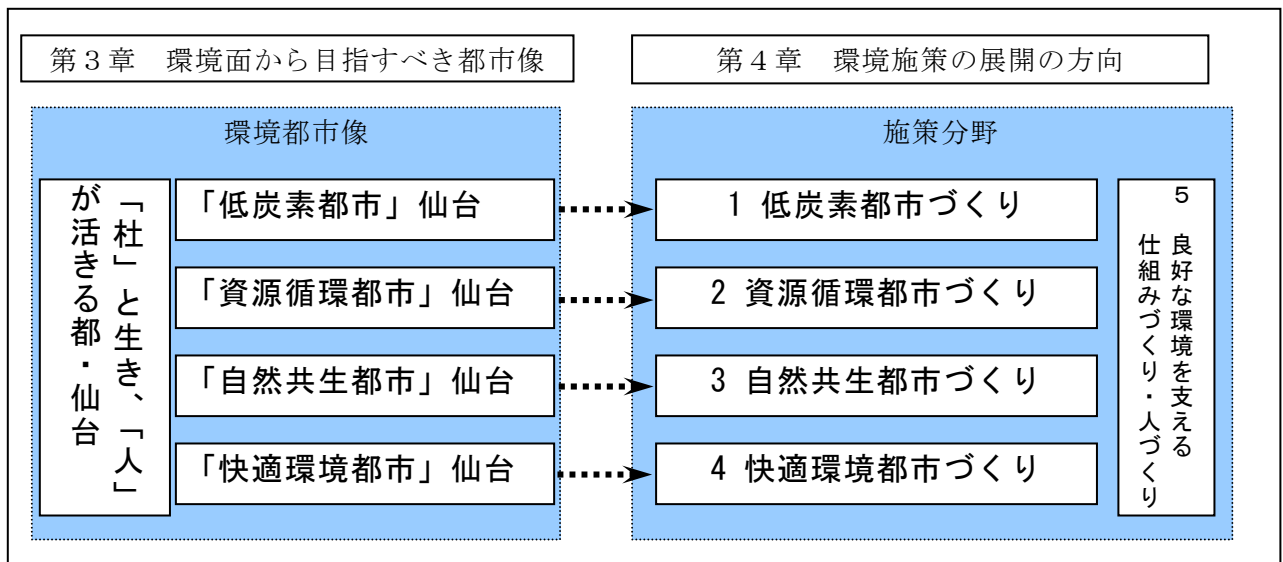 第３章　環境面から目指すべき都市像
第４章　環境施策の展開の方向
環境都市像
「杜」と生き、「人」
が活きる都・仙台
「低炭素都市」仙台
「資源循環都市」仙台
「自然共生都市」仙台
「快適環境都市」仙台
施策分野
1 低炭素都市づくり
2 資源循環都市づくり
3 自然共生都市づくり
4 快適環境都市づくり
5 良好な環境を支える
仕組みづくり・人づくり